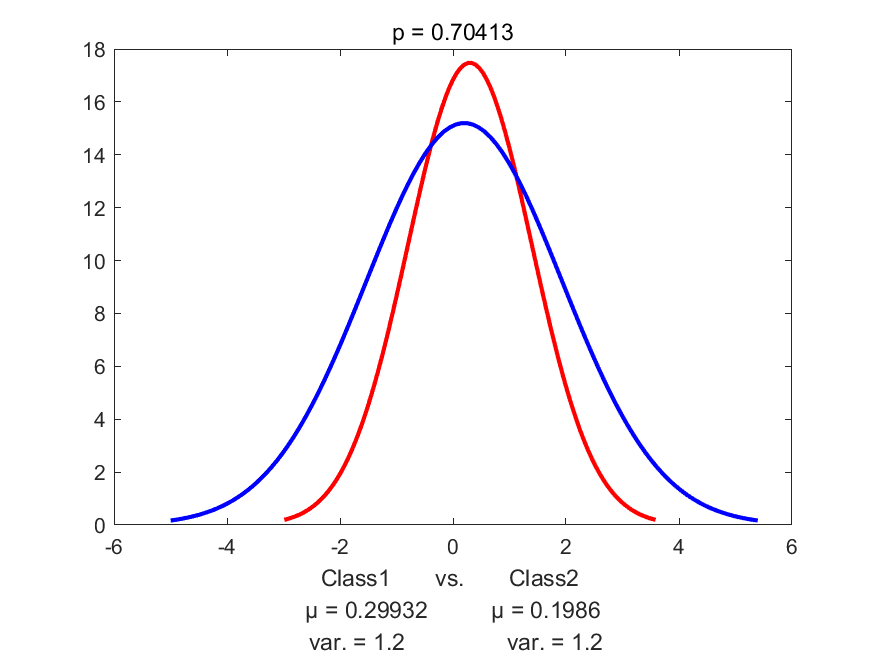 p = 0.70413
18
16
14
12
10
8
6
4
2
0
-6 -4 -2 0 2 4 6
Class1 vs. Class2
μ = 0.29932 μ = 0.1986
var. = 1.2 var. = 1.2